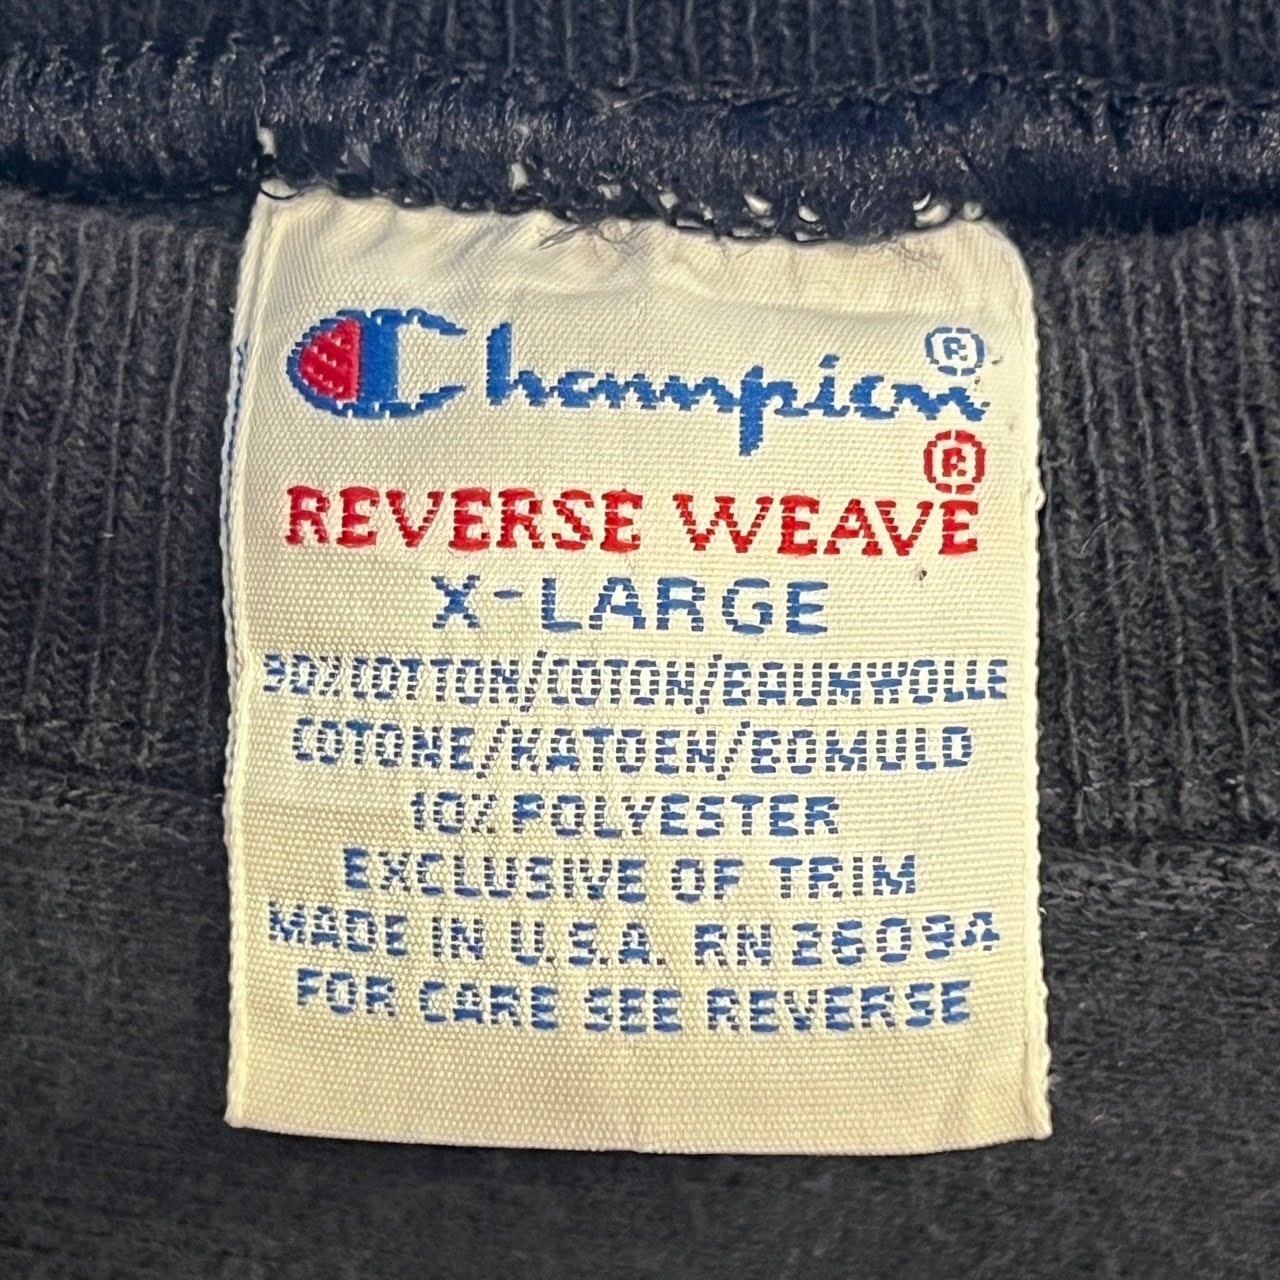 Champion®
REVERSE WEAVE®
X-LARGE
90% COTTON/COTON/BAUMWOLLE
COTONE/KATOEN/BOMULD
10% POLYESTER
EXCLUSIVE OF TRIM
MADE IN U.S.A. RN 26094
FOR CARE SEE REVERSE